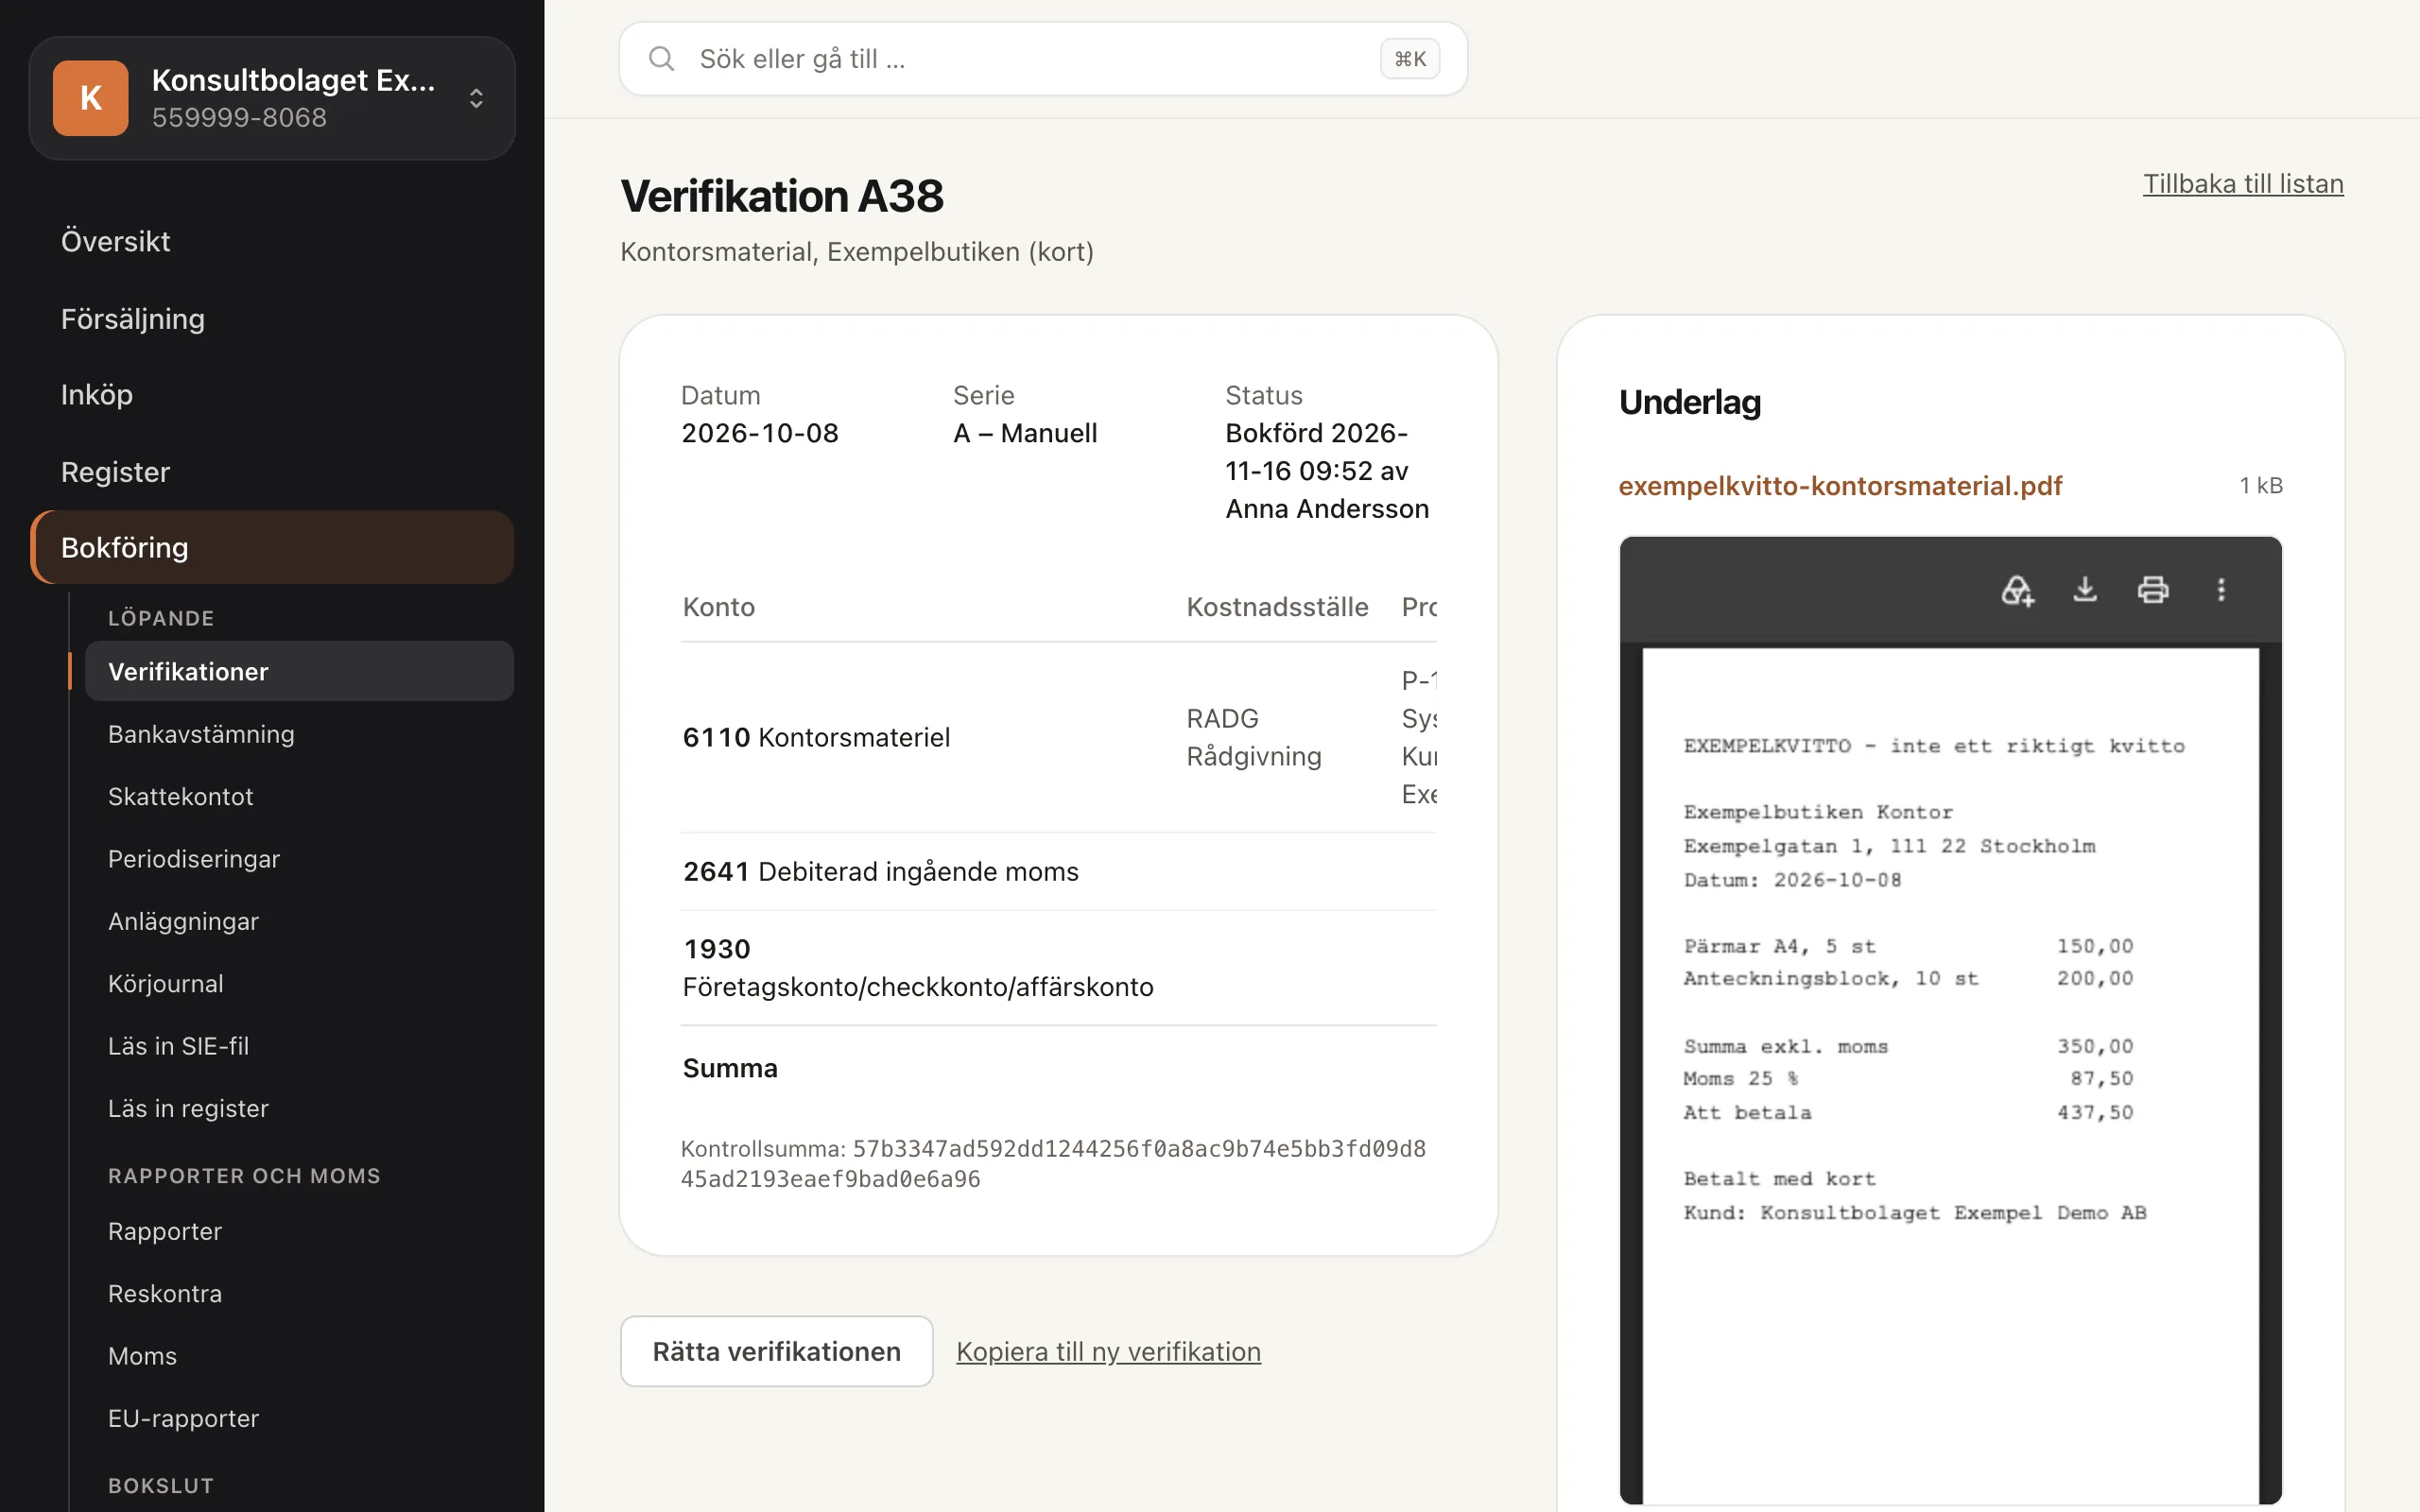 K
Konsultbolaget Ex...
559999-8068
Översikt
Försäljning
Inköp
Register
Bokföring
LÖPANDE
Verifikationer
Bankavstämning
Skattekontot
Periodiseringar
Anläggningar
Körjournal
Läs in SIE-fil
Läs in register
RAPPORTER OCH MOMS
Rapporter
Reskontra
Moms
EU-rapporter
BOKSLUT
Sök eller gå till ...
⌘K
Verifikation A38
Tillbaka till listan
Kontorsmaterial, Exempelbutiken (kort)
Datum
2026-10-08
Serie
A – Manuell
Status
Bokförd 2026-
11-16 09:52 av
Anna Andersson
Konto Kostnadsställe
6110 Kontorsmateriel
RADG
Rådgivning
2641 Debiterad ingående moms
1930
Företagskonto/checkkonto/affärskonto
Summa
Kontrollsumma: 57b3347ad592dd1244256f0a8ac9b74e5bb3fd09d8
45ad2193eaef9bad0e6a96
Rätta verifikationen
Kopiera till ny verifikation
Underlag
exempelkvitto-kontorsmaterial.pdf 1 kB
EXEMPELKVITTO - inte ett riktigt kvitto
Exempelbutiken Kontor
Exempelgatan 1, 111 22 Stockholm
Datum: 2026-10-08
Pärmar A4, 5 st 150,00
Anteckningsblock, 10 st 200,00
Summa exkl. moms 350,00
Moms 25 % 87,50
Att betala 437,50
Betalt med kort
Kund: Konsultbolaget Exempel Demo AB